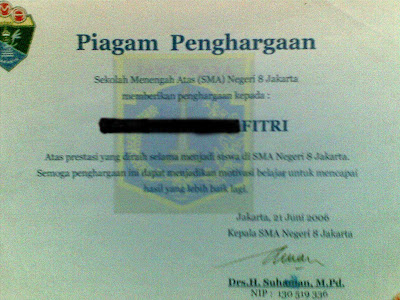 Piagam Penghargaan
Sekolah Menengah Atas (SMA) Negeri 8 Jakarta
memberikan penghargaan kepada :
FITRI
Atas prestasi yang diraih selama menjadi siswa di SMA Negeri 8 Jakarta.
Semoga penghargaan ini dapat menjadikan motivasi belajar untuk mencapai
hasil yang lebih baik lagi.
Jakarta, 21 Juni 2006
Kepala SMA Negeri 8 Jakarta
Drs.H. Suharman, M.Pd.
NIP : 130 519 336